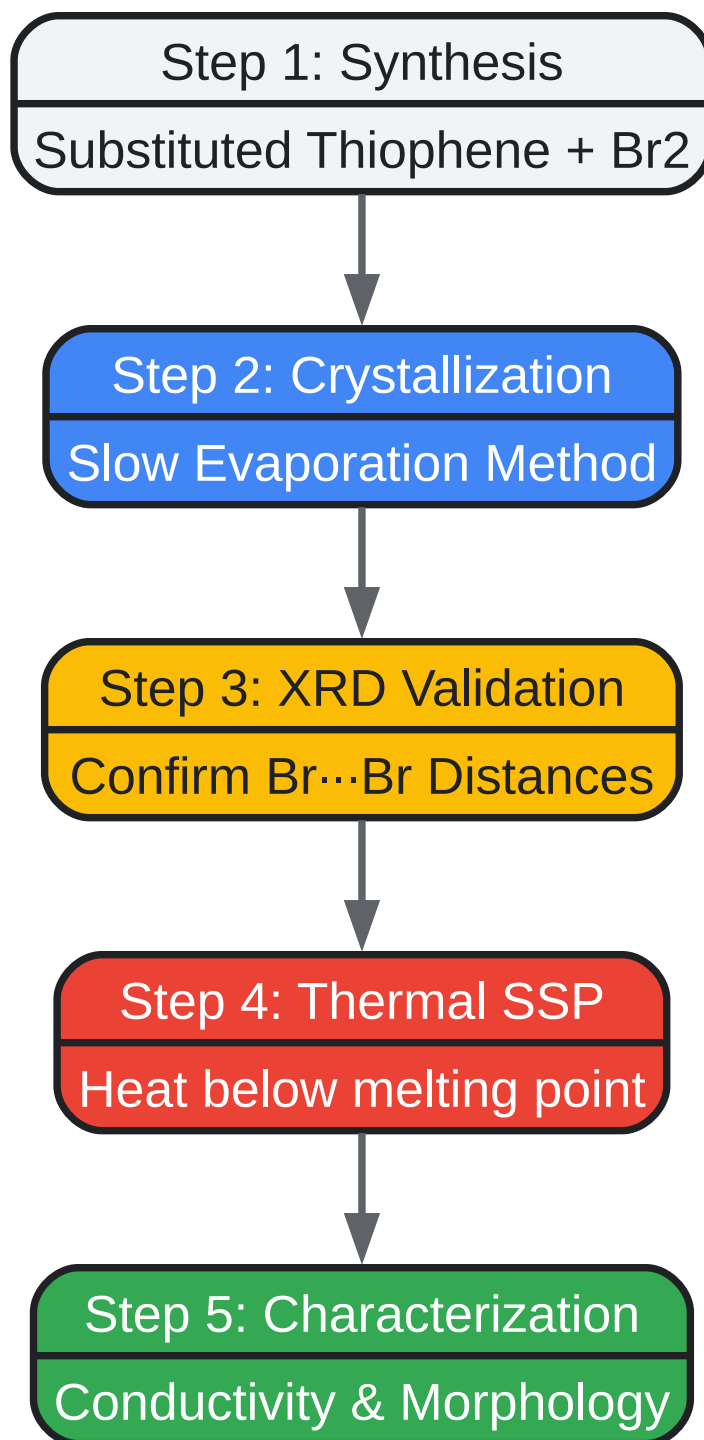 Step 1: Synthesis
Substituted Thiophene + Br2
Step 2: Crystallization
Slow Evaporation Method
Step 3: XRD Validation
Confirm Br···Br Distances
Step 4: Thermal SSP
Heat below melting point
Step 5: Characterization
Conductivity & Morphology